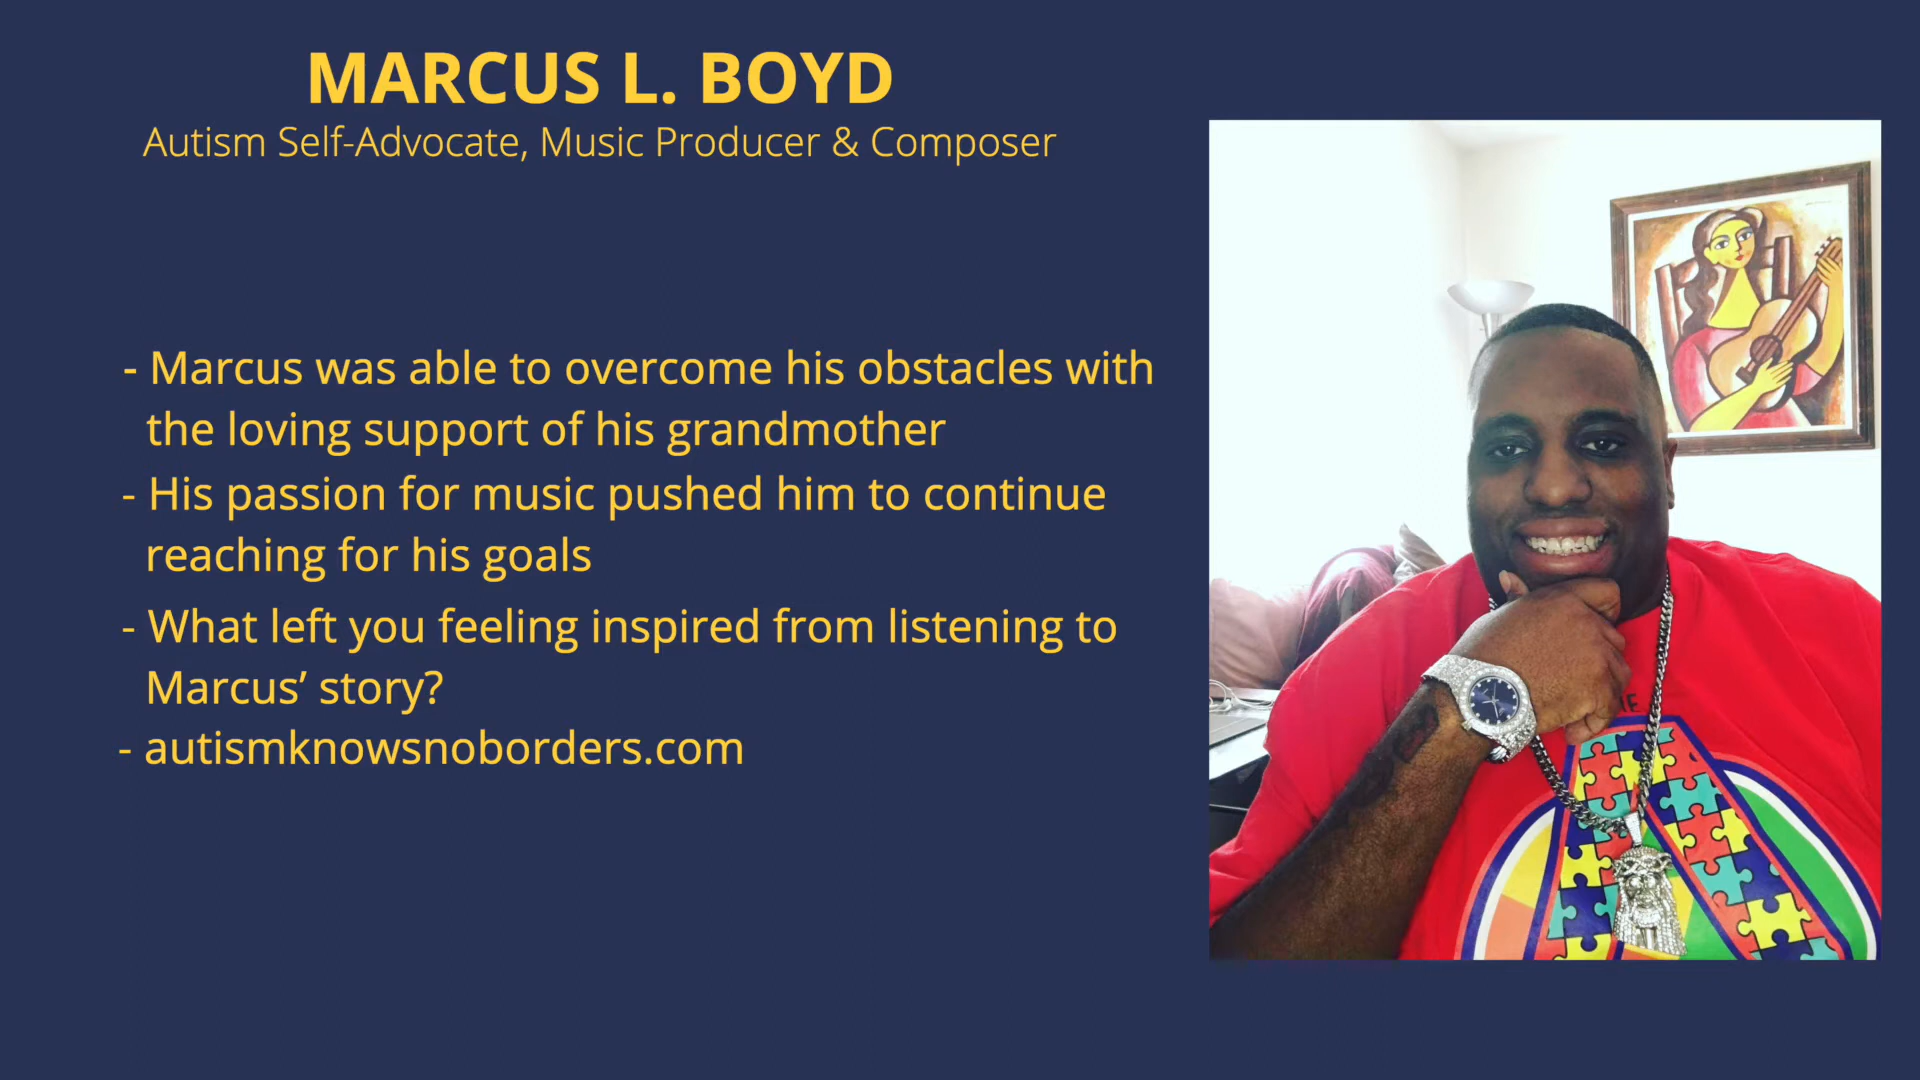 MARCUS L. BOYD
Autism Self-Advocate, Music Producer & Composer
- Marcus was able to overcome his obstacles with
the loving support of his grandmother
- His passion for music pushed him to continue
reaching for his goals
- What left you feeling inspired from listening to
Marcus’ story?
- autismknowsnoborders.com